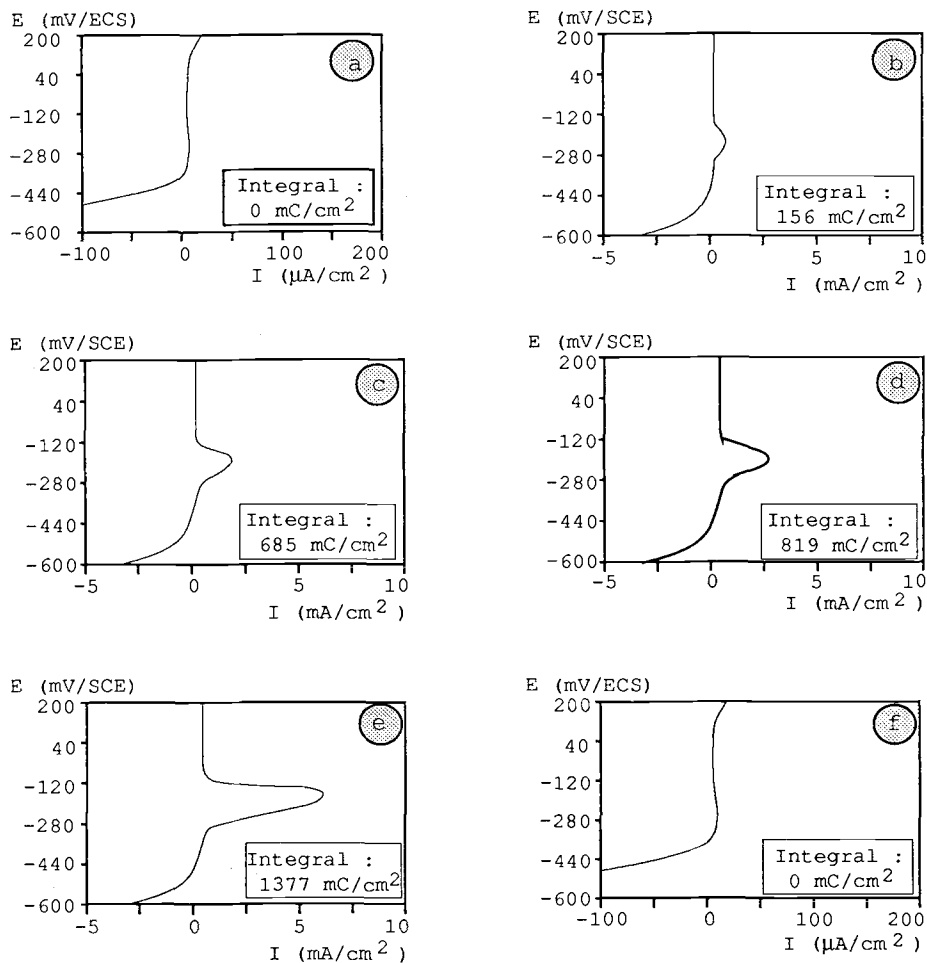 E (mV/ECS)
200
40
-120
-280
-440
-600
-100
0
100
200
I (µA/cm2)
a
Integral :
0 mC/cm2
E (mV/SCE)
200
40
-120
-280
-440
-600
-5
0
5
10
I (mA/cm2)
b
Integral :
156 mC/cm2
E (mV/SCE)
200
40
-120
-280
-440
-600
-5
0
5
10
I (mA/cm2)
c
Integral :
685 mC/cm2
E (mV/SCE)
200
40
-120
-280
-440
-600
-5
0
5
10
I (mA/cm2)
d
Integral :
819 mC/cm2
E (mV/SCE)
200
40
-120
-280
-440
-600
-5
0
5
10
I (mA/cm2)
e
Integral :
1377 mC/cm2
E (mV/ECS)
200
40
-120
-280
-440
-600
-100
0
100
200
I (µA/cm2)
f
Integral :
0 mC/cm2